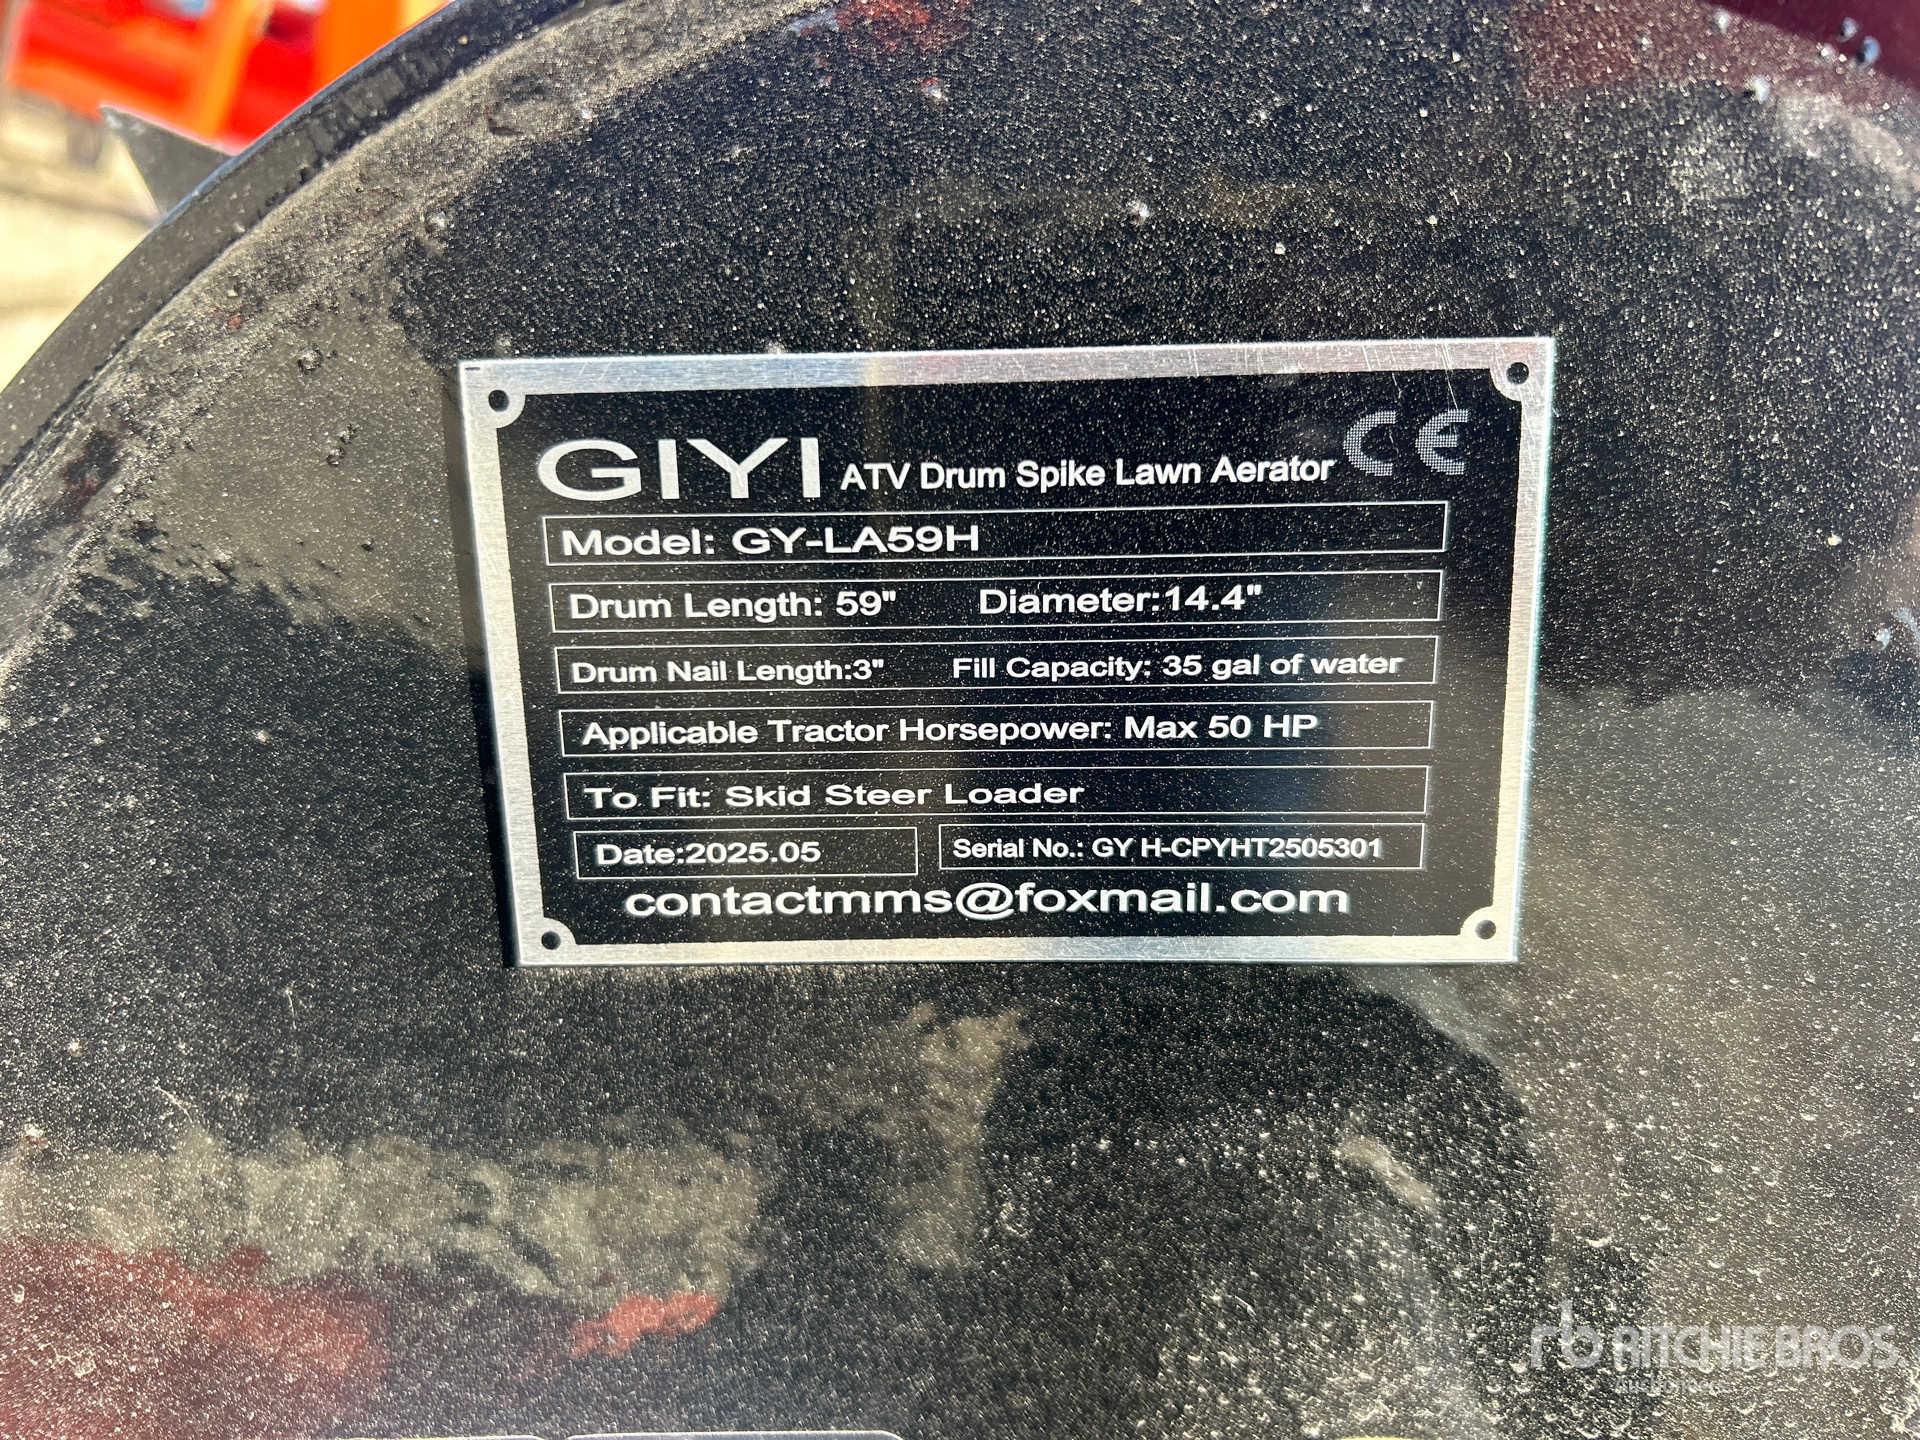 GIYI ATV Drum Spike Lawn Aerator CE
Model: GY-LA59H
Drum Length: 59" Diameter:14.4"
Drum Nail Length:3" Fill Capacity: 35 gal of water
Applicable Tractor Horsepower: Max 50 HP
To Fit: Skid Steer Loader
Date:2025.05 Serial No.: GY H-CPYHT2505301
contactmms@foxmail.com
rb RITCHIE BROS.
Auctioneers